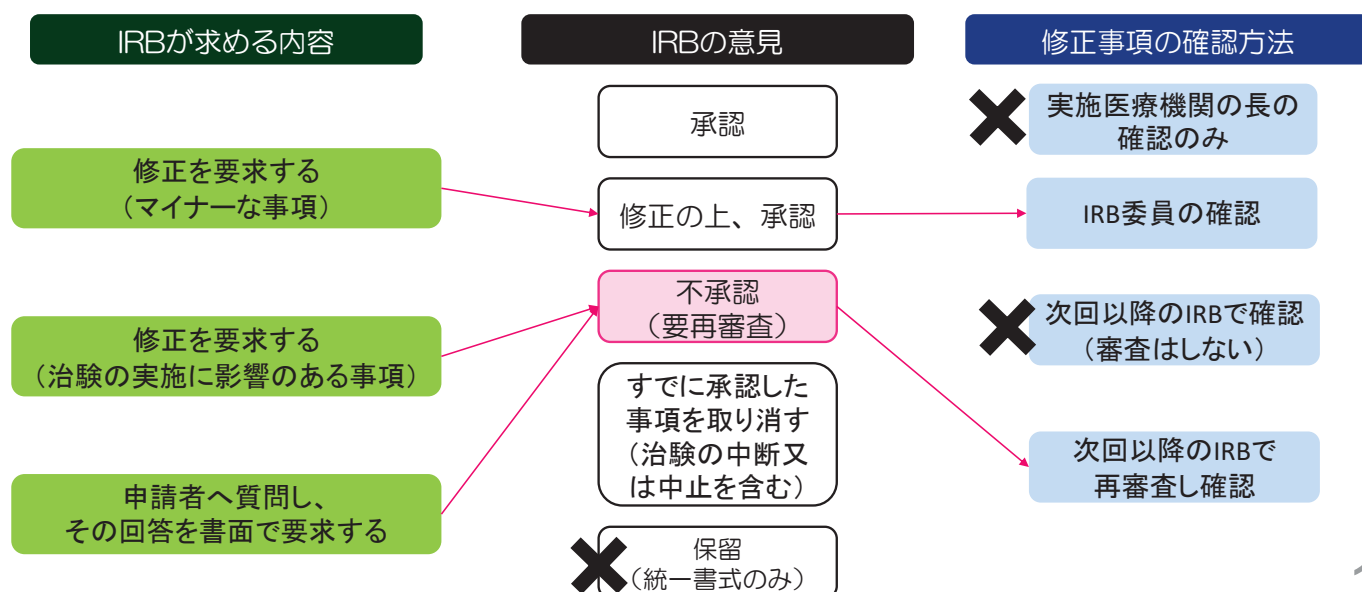 IRBが求める内容
IRBの意見
修正事項の確認方法
承認
実施医療機関の長の
確認のみ
修正を要求する
（マイナーな事項）
修正の上、承認
IRB委員の確認
不承認
（要再審査）
修正を要求する
（治験の実施に影響のある事項）
次回以降のIRBで確認
（審査はしない）
すでに承認した
事項を取り消す
（治験の中断又
は中止を含む）
申請者へ質問し、
その回答を書面で要求する
次回以降のIRBで
再審査し確認
保留
（統一書式のみ）